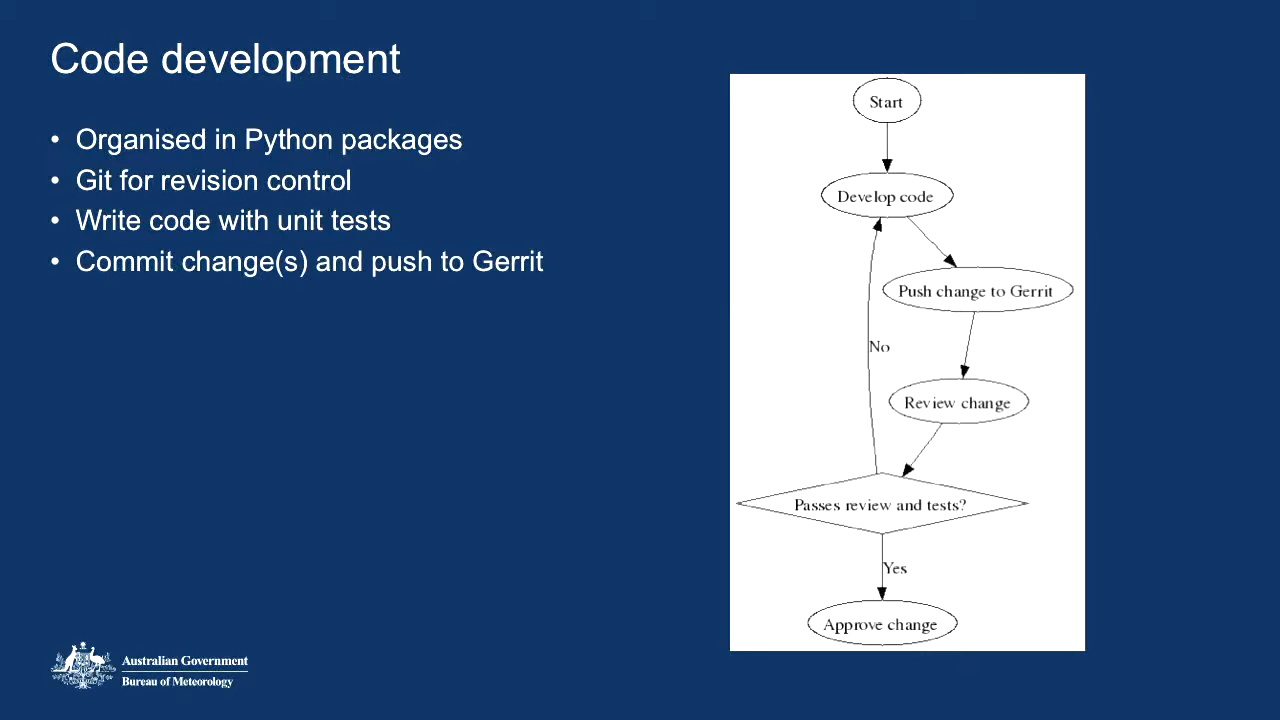 Code development
• Organised in Python packages
• Git for revision control
• Write code with unit tests
• Commit change(s) and push to Gerrit
Start
Develop code
Push change to Gerrit
No
Review change
Passes review and tests?
Yes
Approve change
Australian Government
Bureau of Meteorology